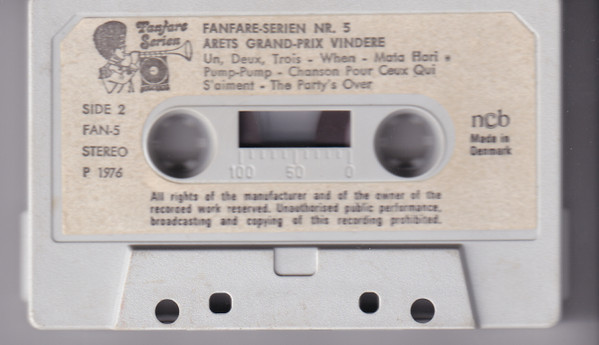 Fanfare
Serien
FANFARE-SERIEN NR. 5
ARETS GRAND-PRIX VINDERE
Un, Deux, Trois - When - Mata Hari *
Pump-Pump - Chanson Pour Ceux Qui
S'aiment - The Party's Over
SIDE 2
FAN-5
STEREO
P 1976
ncb
Made in
Denmark
100 50 0
All rights of the manufacturer and of the owner of the
recorded work reserved. Unauthorised public performance,
broadcasting and copying of this recording prohibited.